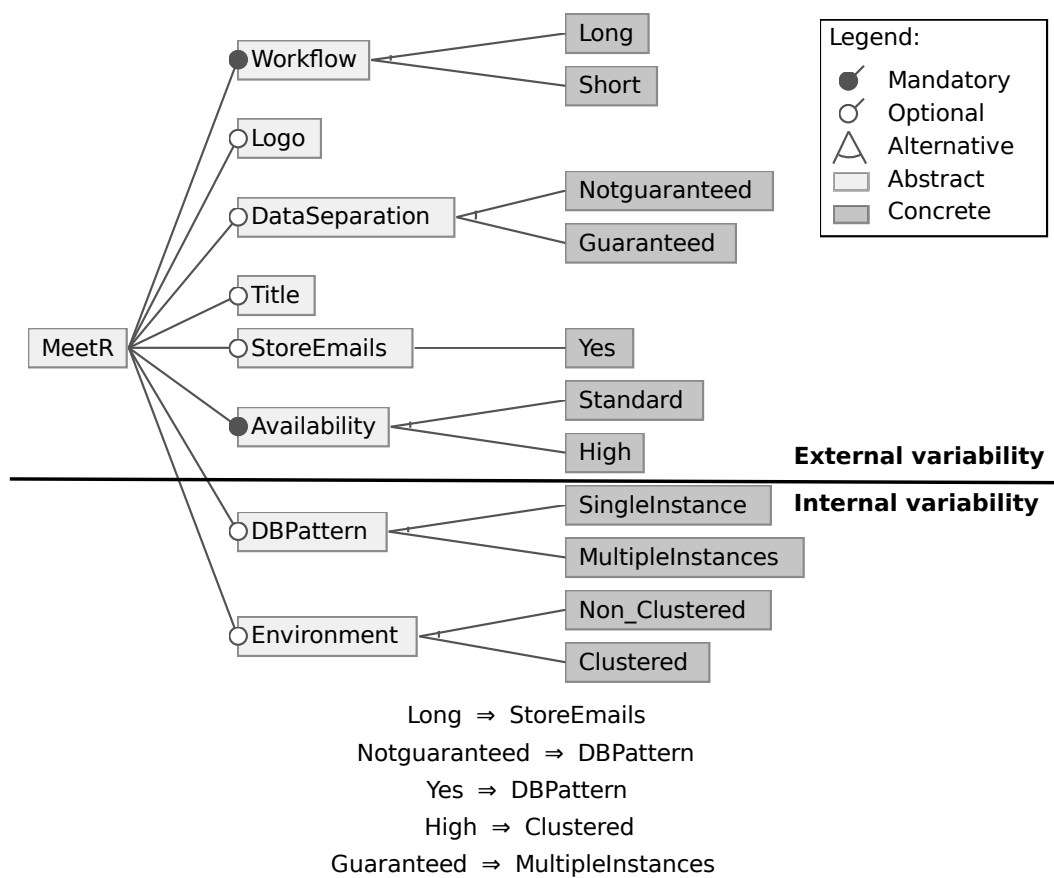 Workflow
Long
Short
Logo
DataSeparation
Notguaranteed
Guaranteed
Title
MeetR
StoreEmails
Yes
Availability
Standard
High
External variability
Internal variability
DBPattern
SingleInstance
MultipleInstances
Environment
Non_Clustered
Clustered
Legend:
Mandatory
Optional
Alternative
Abstract
Concrete
Long ⇒ StoreEmails
Notguaranteed ⇒ DBPattern
Yes ⇒ DBPattern
High ⇒ Clustered
Guaranteed ⇒ MultipleInstances